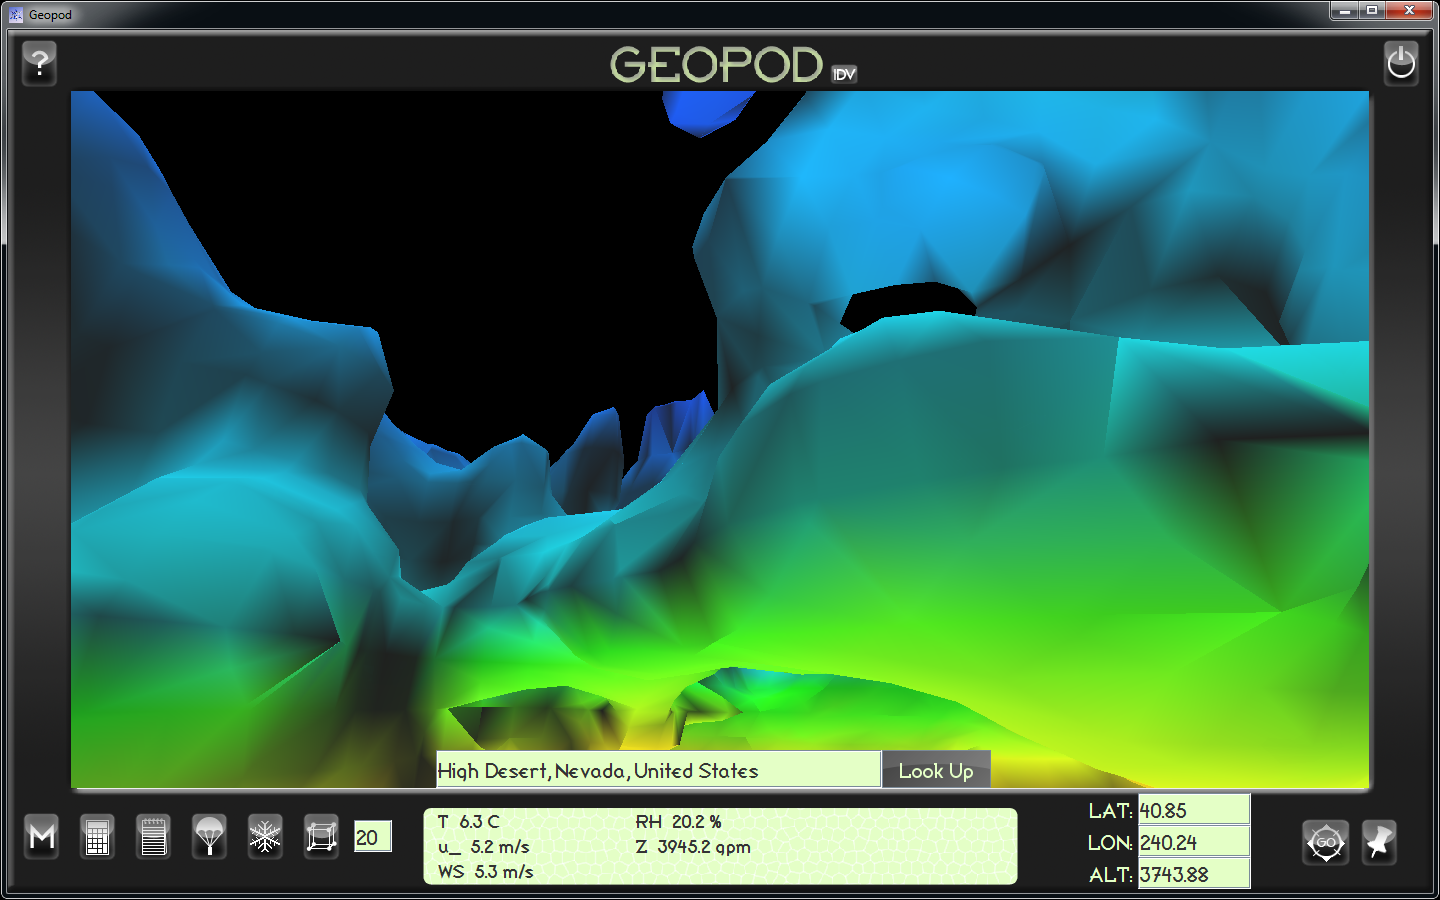 Geopod
?
GEOPOD IDV
High Desert, Nevada, United States Look Up
M 20
T 6.3 C RH 20.2 %
u_ 5.2 m/s Z 3945.2 gpm
WS 5.3 m/s
LAT: 40.85
LON: 240.24
ALT: 3743.88
GO